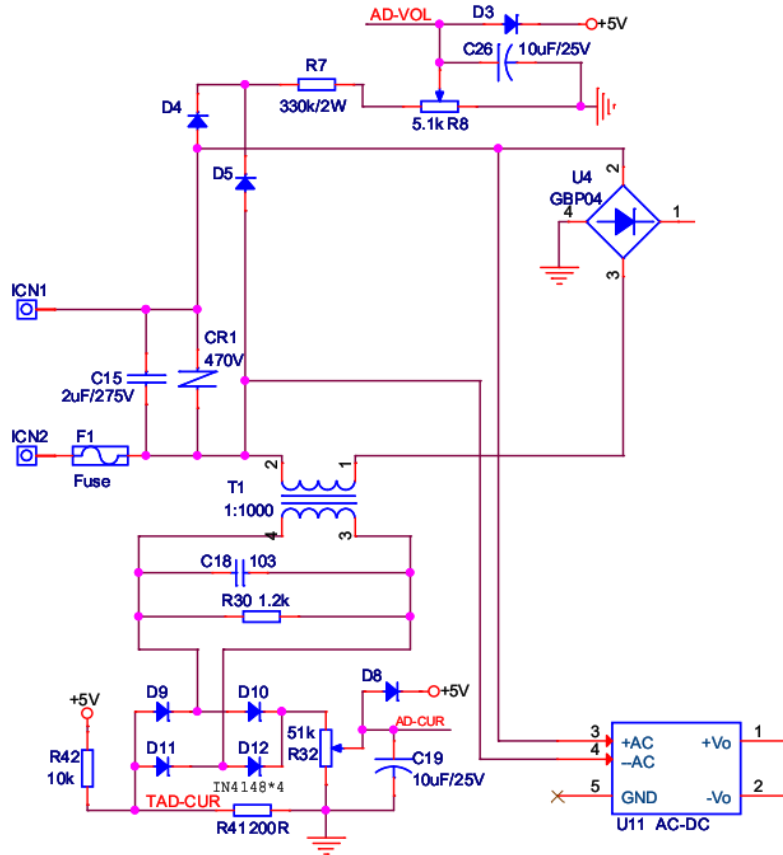 AD-VOL
D3
+5V
C26
10uF/25V
R7
330k/2W
D4
5.1k R8
D5
U4
GBP04
2
4
1
3
ICN1
CR1
470V
C15
2uF/275V
ICN2
F1
Fuse
2
1
T1
1:1000
4
3
C18
103
R30 1.2k
+5V
D9
D10
D8
+5V
51k
R32
AD-CUR
R42
10k
D11
D12
C19
10uF/25V
IN4148*4
TAD-CUR
R41 200R
3
+AC
+Vo
1
4
–AC
5
GND
-Vo
2
U11 AC-DC